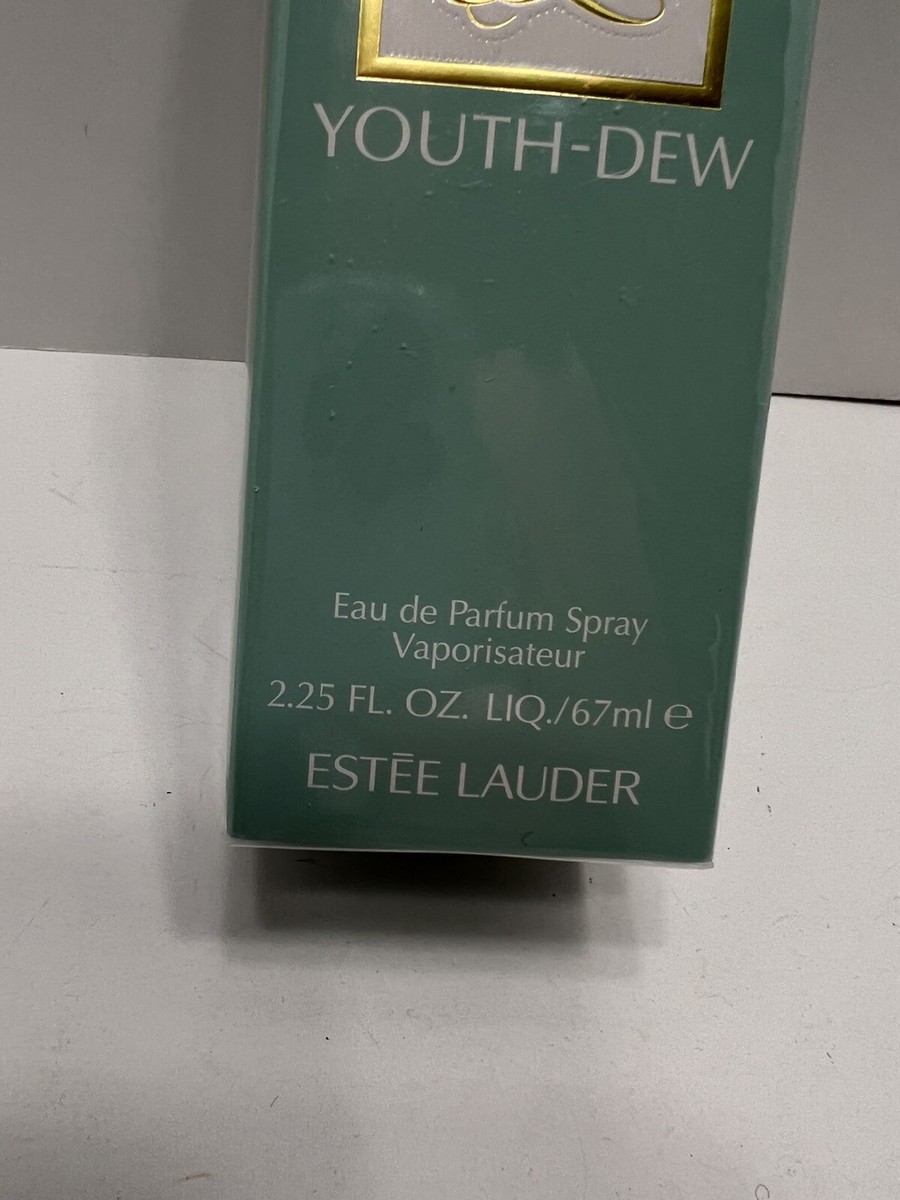 YOUTH-DEW
Eau de Parfum Spray
Vaporisateur
2.25 FL. OZ. LIQ./67ml ℮
ESTĒE LAUDER